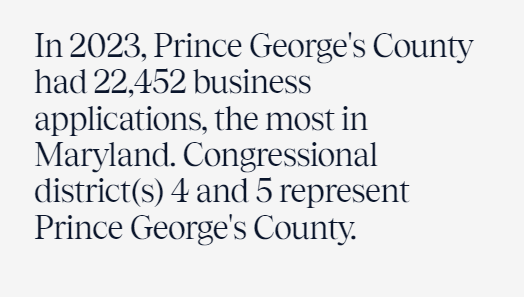 In 2023, Prince George's County
had 22,452 business
applications, the most in
Maryland. Congressional
district(s) 4 and 5 represent
Prince George's County.